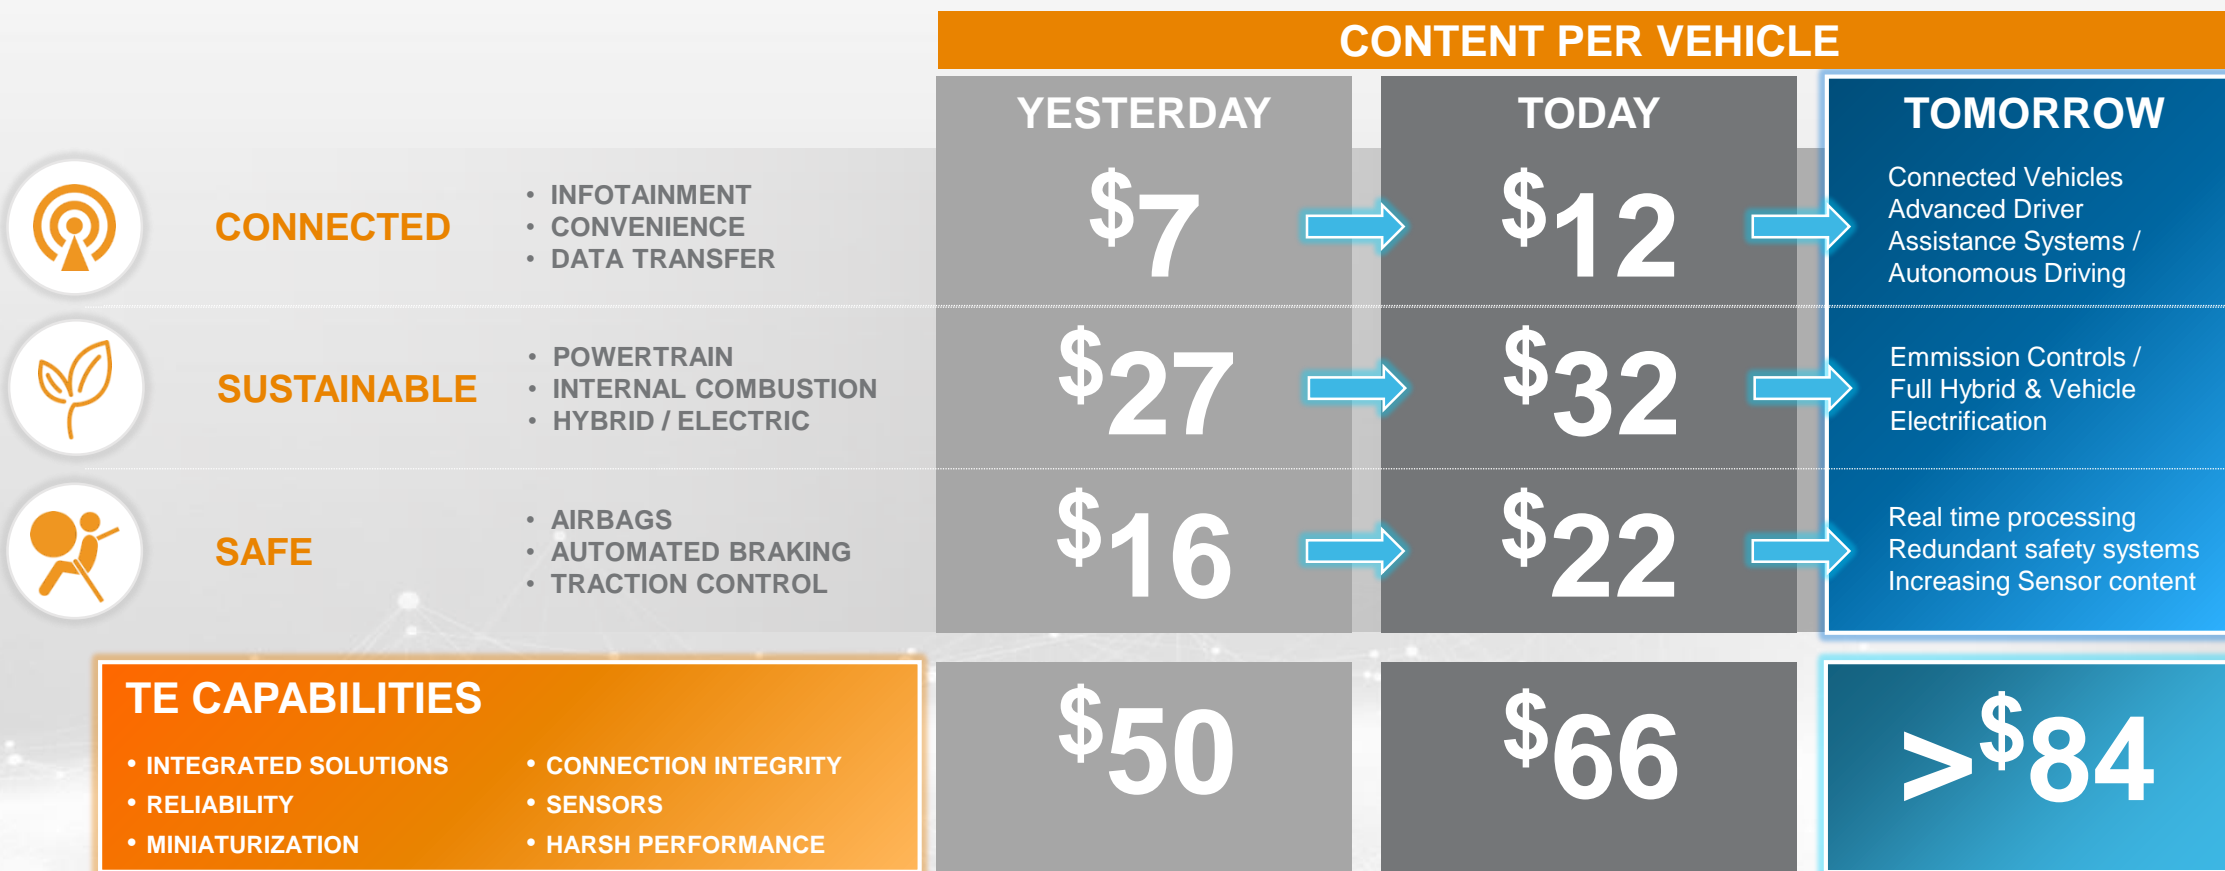 CONTENT PER VEHICLE
YESTERDAY
TODAY
TOMORROW
CONNECTED
• INFOTAINMENT
• CONVENIENCE
• DATA TRANSFER
$7
$12
Connected Vehicles
Advanced Driver
Assistance Systems /
Autonomous Driving
SUSTAINABLE
• POWERTRAIN
• INTERNAL COMBUSTION
• HYBRID / ELECTRIC
$27
$32
Emmission Controls /
Full Hybrid & Vehicle
Electrification
SAFE
• AIRBAGS
• AUTOMATED BRAKING
• TRACTION CONTROL
$16
$22
Real time processing
Redundant safety systems
Increasing Sensor content
TE CAPABILITIES
• INTEGRATED SOLUTIONS
• RELIABILITY
• MINIATURIZATION
• CONNECTION INTEGRITY
• SENSORS
• HARSH PERFORMANCE
$50
$66
>$84